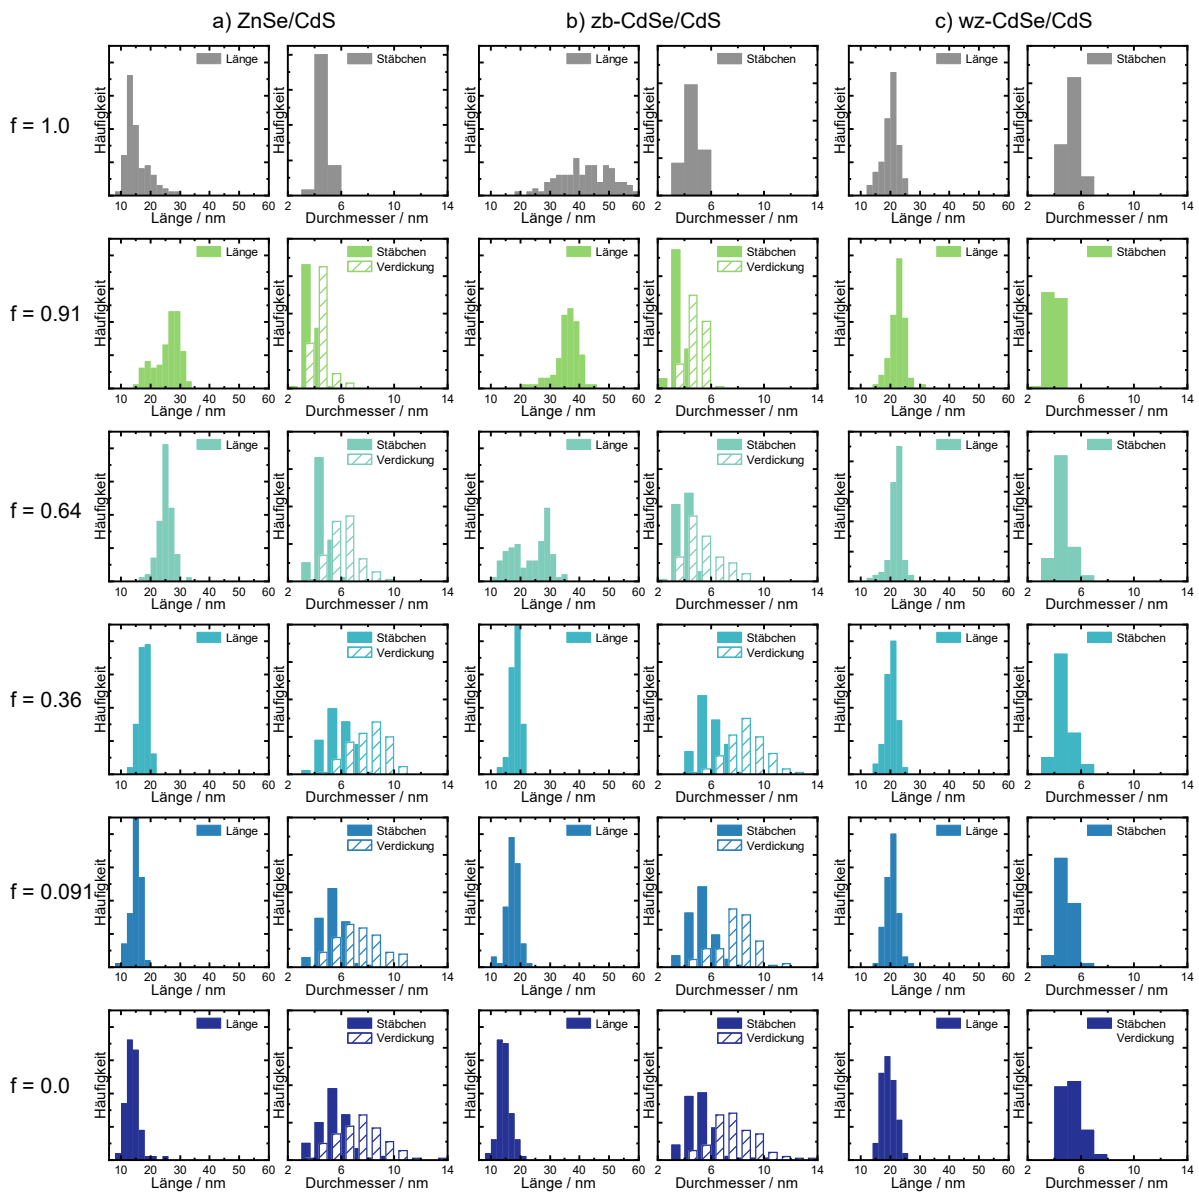 a) ZnSe/CdS b) zb-CdSe/CdS c) wz-CdSe/CdS
f = 1.0
Häufigkeit Länge Häufigkeit Stäbchen Häufigkeit Länge Häufigkeit Stäbchen Häufigkeit Länge Häufigkeit Stäbchen
10 20 30 40 50 60 2 6 10 14 10 20 30 40 50 60 2 6 10 14 10 20 30 40 50 60 2 6 10 14
Länge / nm Durchmesser / nm Länge / nm Durchmesser / nm Länge / nm Durchmesser / nm
f = 0.91
Häufigkeit Länge Häufigkeit Stäbchen Häufigkeit Länge Häufigkeit Stäbchen Häufigkeit Länge Häufigkeit Stäbchen
Verdickung Verdickung
10 20 30 40 50 60 2 6 10 14 10 20 30 40 50 60 2 6 10 14 10 20 30 40 50 60 2 6 10 14
Länge / nm Durchmesser / nm Länge / nm Durchmesser / nm Länge / nm Durchmesser / nm
f = 0.64
Häufigkeit Länge Häufigkeit Stäbchen Häufigkeit Länge Häufigkeit Stäbchen Häufigkeit Länge Häufigkeit Stäbchen
Verdickung Verdickung
10 20 30 40 50 60 2 6 10 14 10 20 30 40 50 60 2 6 10 14 10 20 30 40 50 60 2 6 10 14
Länge / nm Durchmesser / nm Länge / nm Durchmesser / nm Länge / nm Durchmesser / nm
f = 0.36
Häufigkeit Länge Häufigkeit Stäbchen Häufigkeit Länge Häufigkeit Stäbchen Häufigkeit Länge Häufigkeit Stäbchen
Verdickung Verdickung
10 20 30 40 50 60 2 6 10 14 10 20 30 40 50 60 2 6 10 14 10 20 30 40 50 60 2 6 10 14
Länge / nm Durchmesser / nm Länge / nm Durchmesser / nm Länge / nm Durchmesser / nm
f = 0.091
Häufigkeit Länge Häufigkeit Stäbchen Häufigkeit Länge Häufigkeit Stäbchen Häufigkeit Länge Häufigkeit Stäbchen
Verdickung Verdickung
10 20 30 40 50 60 2 6 10 14 10 20 30 40 50 60 2 6 10 14 10 20 30 40 50 60 2 6 10 14
Länge / nm Durchmesser / nm Länge / nm Durchmesser / nm Länge / nm Durchmesser / nm
f = 0.0
Häufigkeit Länge Häufigkeit Stäbchen Häufigkeit Länge Häufigkeit Stäbchen Häufigkeit Länge Häufigkeit Stäbchen
Verdickung Verdickung Verdickung
10 20 30 40 50 60 2 6 10 14 10 20 30 40 50 60 2 6 10 14 10 20 30 40 50 60 2 6 10 14
Länge / nm Durchmesser / nm Länge / nm Durchmesser / nm Länge / nm Durchmesser / nm